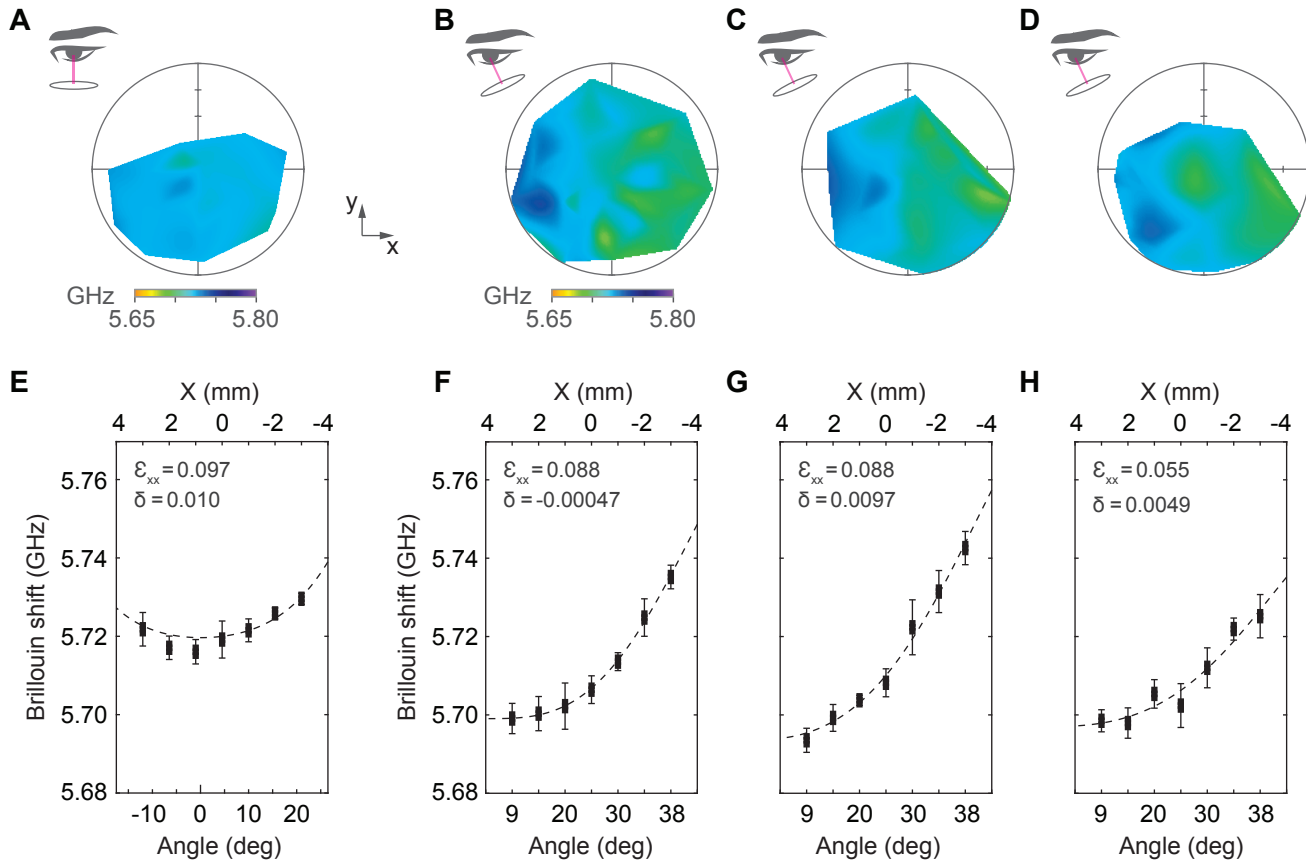 A
B
C
D
y
x
GHz
5.65 5.80
GHz
5.65 5.80
E
F
G
H
X (mm)
X (mm)
X (mm)
X (mm)
4 2 0 -2 -4
4 2 0 -2 -4
4 2 0 -2 -4
4 2 0 -2 -4
Brillouin shift (GHz)
5.76
5.74
5.72
5.70
5.68
Ɛxx = 0.097
δ = 0.010
-10 0 10 20
Angle (deg)
Brillouin shift (GHz)
5.76
5.74
5.72
5.70
5.68
Ɛxx = 0.088
δ = -0.00047
9 20 30 38
Angle (deg)
Ɛxx = 0.088
δ = 0.0097
9 20 30 38
Angle (deg)
Ɛxx = 0.055
δ = 0.0049
9 20 30 38
Angle (deg)